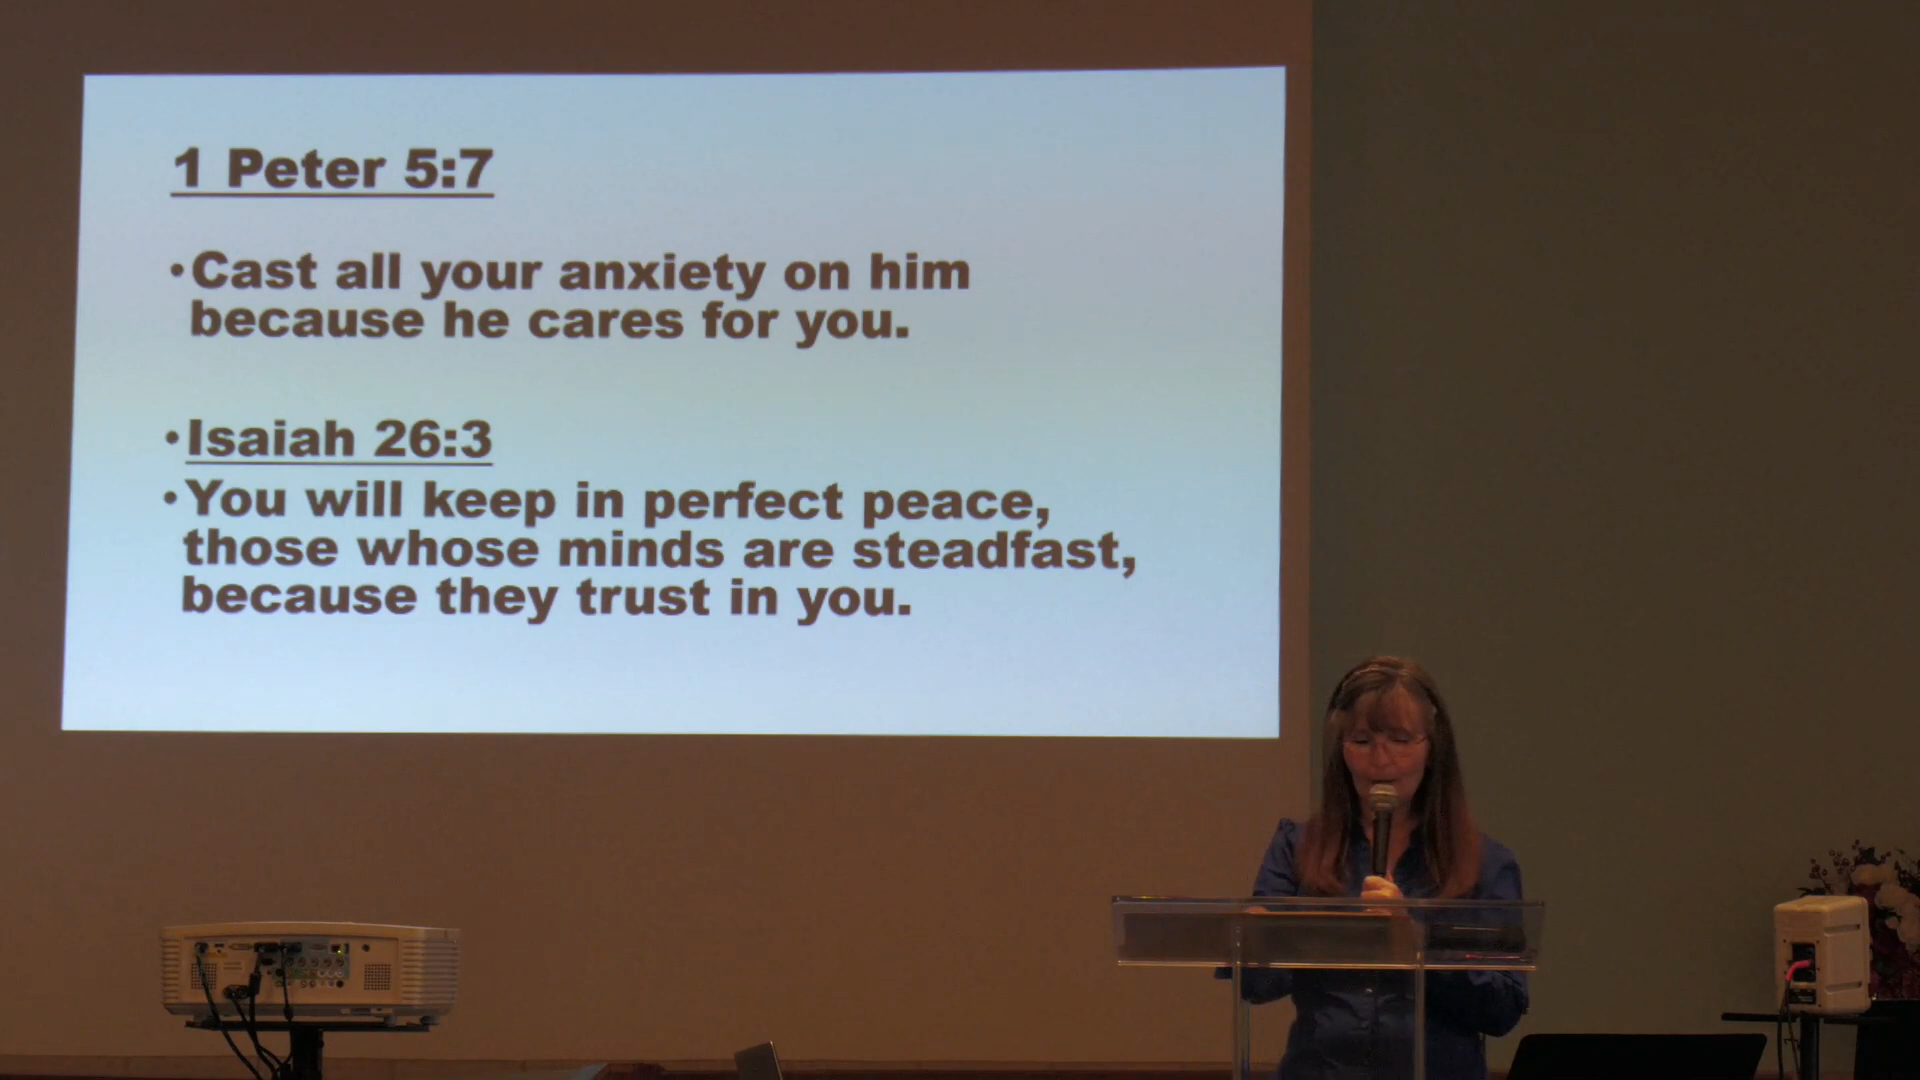 1 Peter 5:7
•Cast all your anxiety on him
because he cares for you.
•Isaiah 26:3
•You will keep in perfect peace,
those whose minds are steadfast,
because they trust in you.